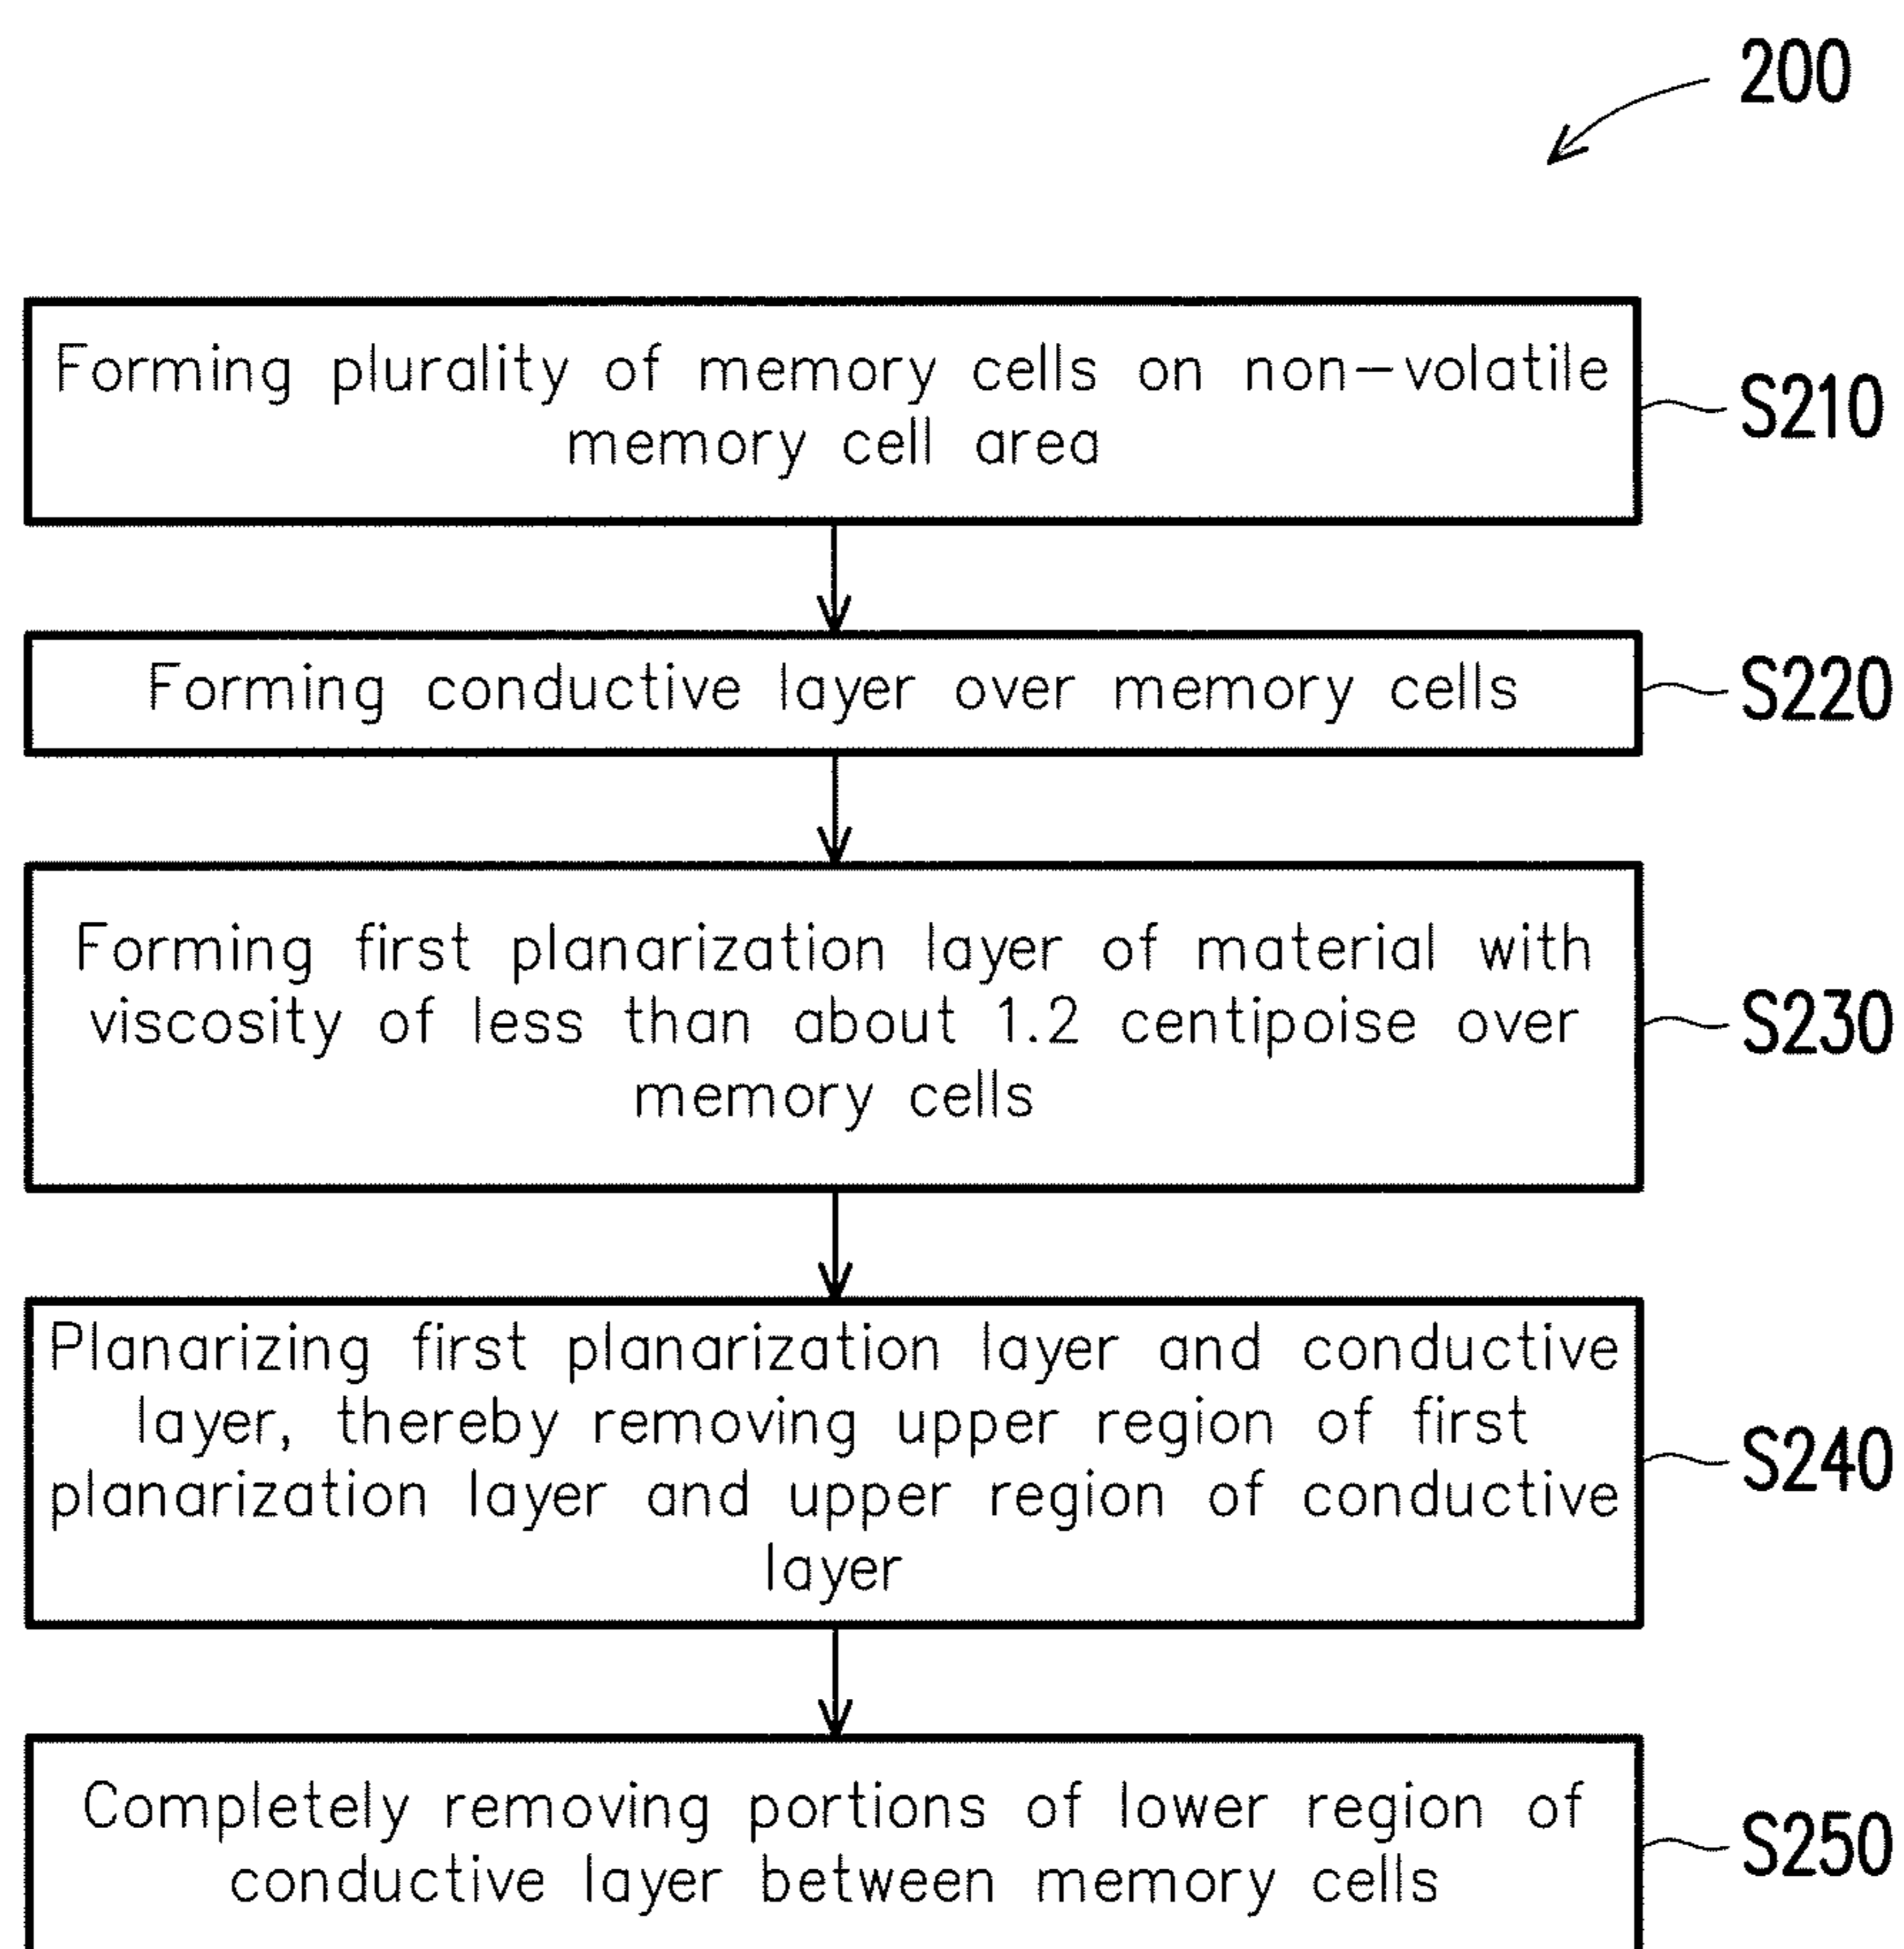 200
Forming plurality of memory cells on non-volatile
memory cell area
S210
Forming conductive layer over memory cells
S220
Forming first planarization layer of material with
viscosity of less than about 1.2 centipoise over
memory cells
S230
Planarizing first planarization layer and conductive
layer, thereby removing upper region of first
planarization layer and upper region of conductive
layer
S240
Completely removing portions of lower region of
conductive layer between memory cells
S250